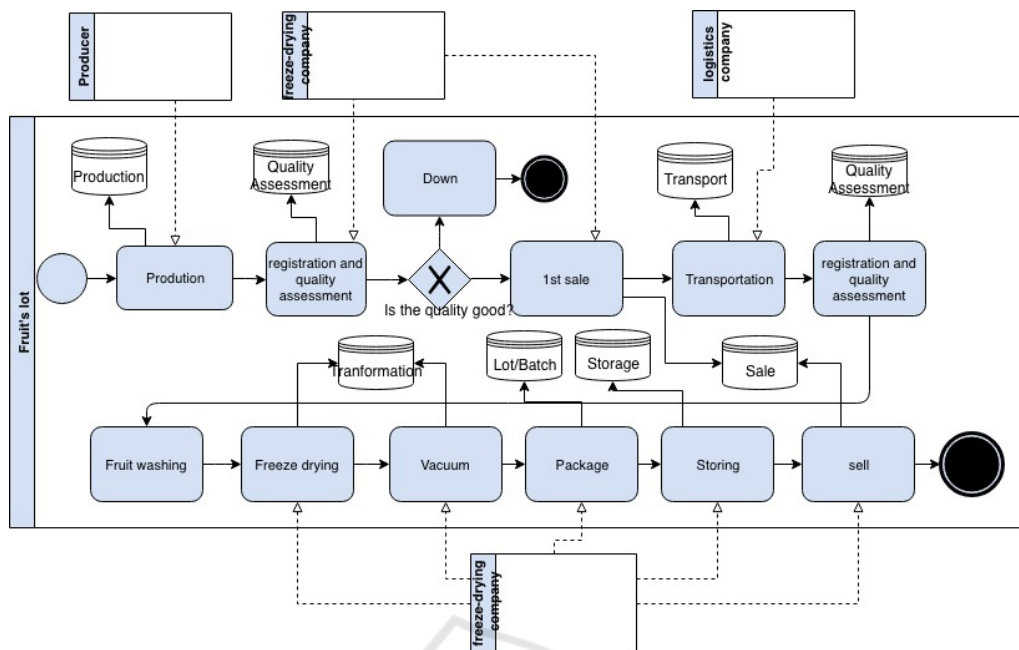 Producer
freeze-drying
company
logistics
company
Fruit's lot
Production
Quality
Assessment
Down
Transport
Quality
Assessment
Prodution
registration and
quality
assessment
Is the quality good?
1st sale
Transportation
registration and
quality
assessment
Tranformation
Lot/Batch
Storage
Sale
Fruit washing
Freeze drying
Vacuum
Package
Storing
sell
freeze-drying
company